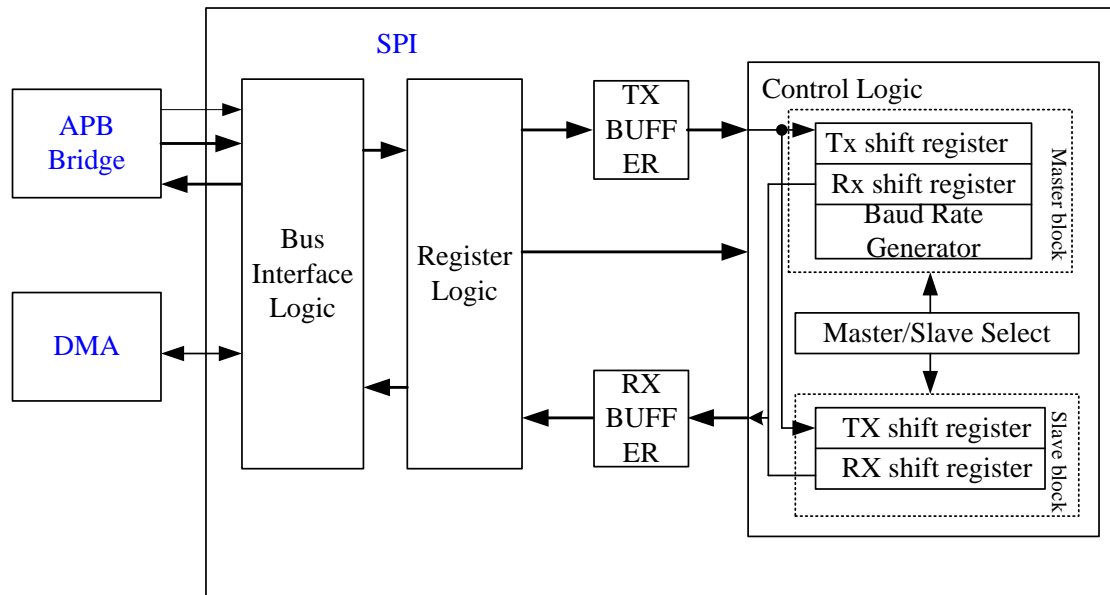 SPI
APB
Bridge
DMA
Bus
Interface
Logic
Register
Logic
TX
BUFF
ER
RX
BUFF
ER
Control Logic
Tx shift register
Rx shift register
Baud Rate
Generator
Master block
Master/Slave Select
TX shift register
RX shift register
Slave block